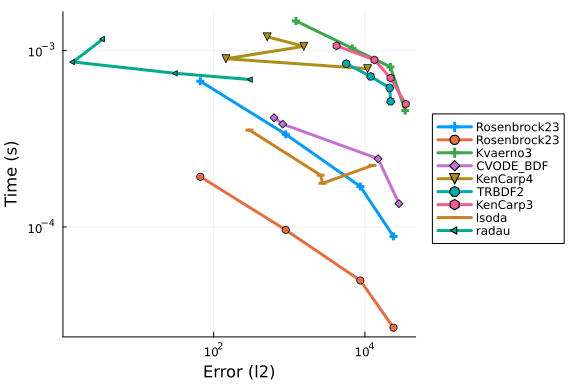 10⁻³
10⁻⁴
Time (s)
10²
10⁴
Error (l2)
Rosenbrock23
Rosenbrock23
Kvaerno3
CVODE_BDF
KenCarp4
TRBDF2
KenCarp3
lsoda
radau